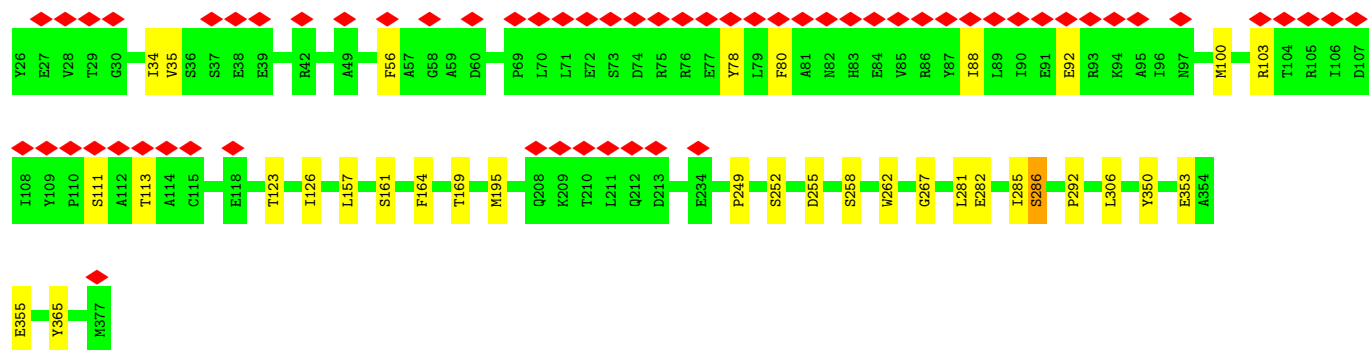 Y26 E27 V28 T29 G30 I34 V35 S36 S37 E38 E39 R42 A49 F56 A57 G58 A59 D60 P69 L70 L71 E72 S73 D74 R75 R76 E77 Y78 L79 F80 A81 N82 H83 E84 V85 R86 Y87 I88 L89 I90 E91 E92 R93 K94 A95 I96 N97 M100 R103 T104 R105 I106 D107
I108 Y109 P110 S111 A112 T113 A114 C115 E118 T123 I126 L157 S161 F164 T169 M195 Q208 K209 T210 L211 Q212 D213 E234 P249 S252 D255 S258 W262 G267 L281 E282 I285 S286 P292 L306 Y350 E353 A354
E355 Y365 M377